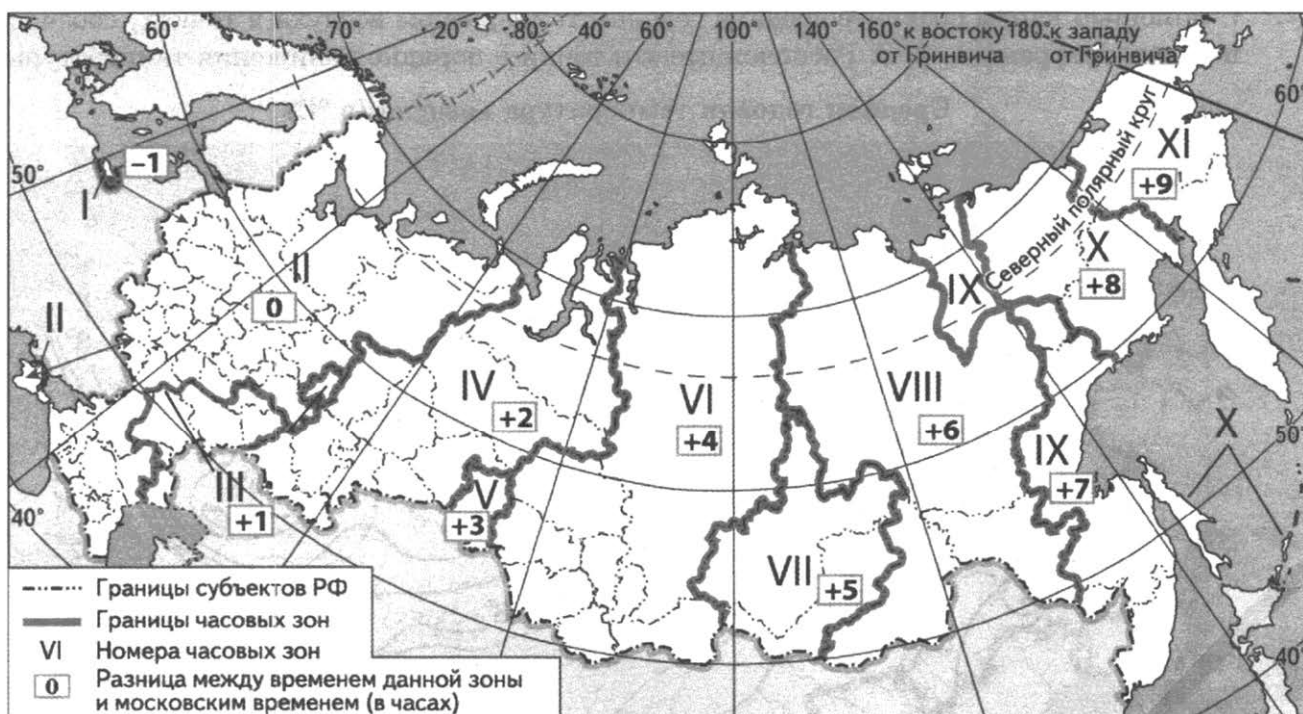 60° 70° 20° 40° 60° 100° 140° 160° к востоку от Гринвича 180° к западу от Гринвича
60°
Северный полярный круг
XI
+9
50°
–1
I
II
0
IX
X
+8
II
IV
+2
VI
+4
VIII
+6
IX
+7
X
50°
40°
III
+1
V
+3
VII
+5
40°
Границы субъектов РФ
Границы часовых зон
VI Номера часовых зон
0 Разница между временем данной зоны
и московским временем (в часах)